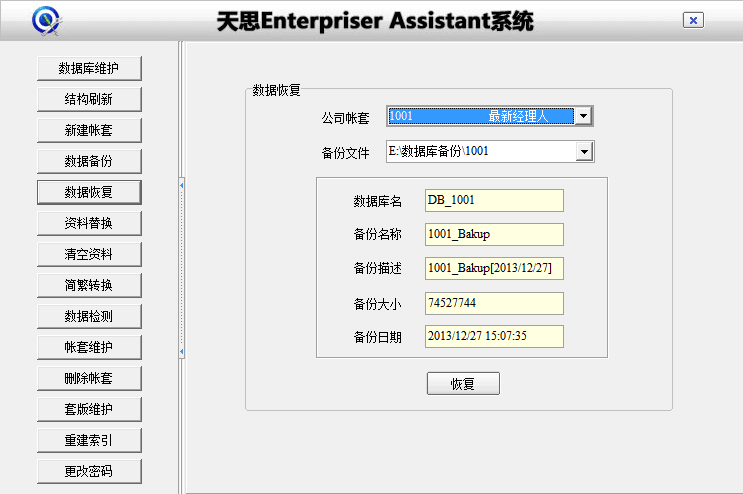 天思Enterpriser Assistant系统
数据库维护
结构刷新
新建帐套
数据备份
数据恢复
资料替换
清空资料
简繁转换
数据检测
帐套维护
删除帐套
套版维护
重建索引
更改密码
数据恢复
公司帐套 1001 最新经理人
备份文件 E:\数据库备份\1001
数据库名 DB_1001
备份名称 1001_Bakup
备份描述 1001_Bakup[2013/12/27]
备份大小 74527744
备份日期 2013/12/27 15:07:35
恢复